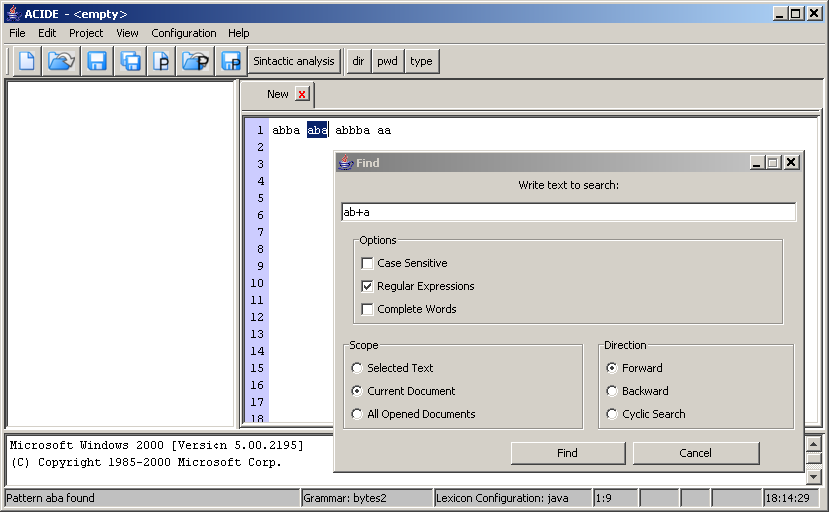 ACIDE - <empty>
File Edit Project View Configuration Help
P P P Sintactic analysis dir pwd type
New
1 abba aba abbba aa
2
3
4
5
6
7
8
9
10
11
12
13
14
15
16
17
18
Find
Write text to search:
ab+a
Options
Case Sensitive
Regular Expressions
Complete Words
Scope
Selected Text
Current Document
All Opened Documents
Direction
Forward
Backward
Cyclic Search
Find Cancel
Microsoft Windows 2000 [Versión 5.00.2195]
(C) Copyright 1985-2000 Microsoft Corp.
Pattern aba found Grammar: bytes2 Lexicon Configuration: java 1:9 18:14:29